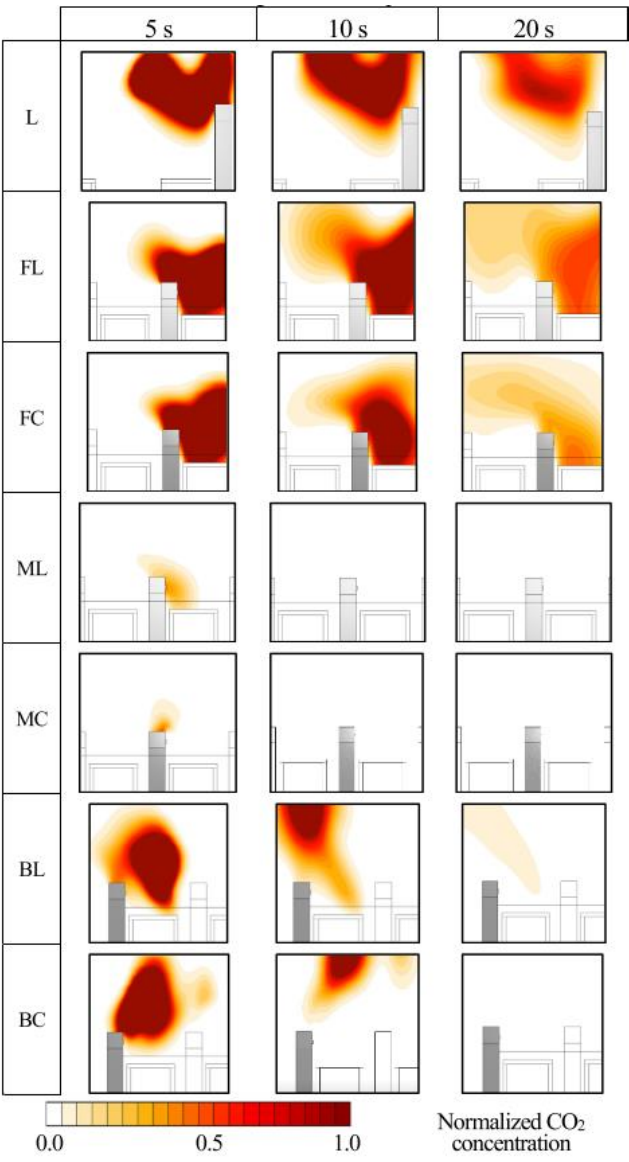 5 s 10 s 20 s
L
FL
FC
ML
MC
BL
BC
0.0 0.5 1.0
Normalized CO₂
concentration